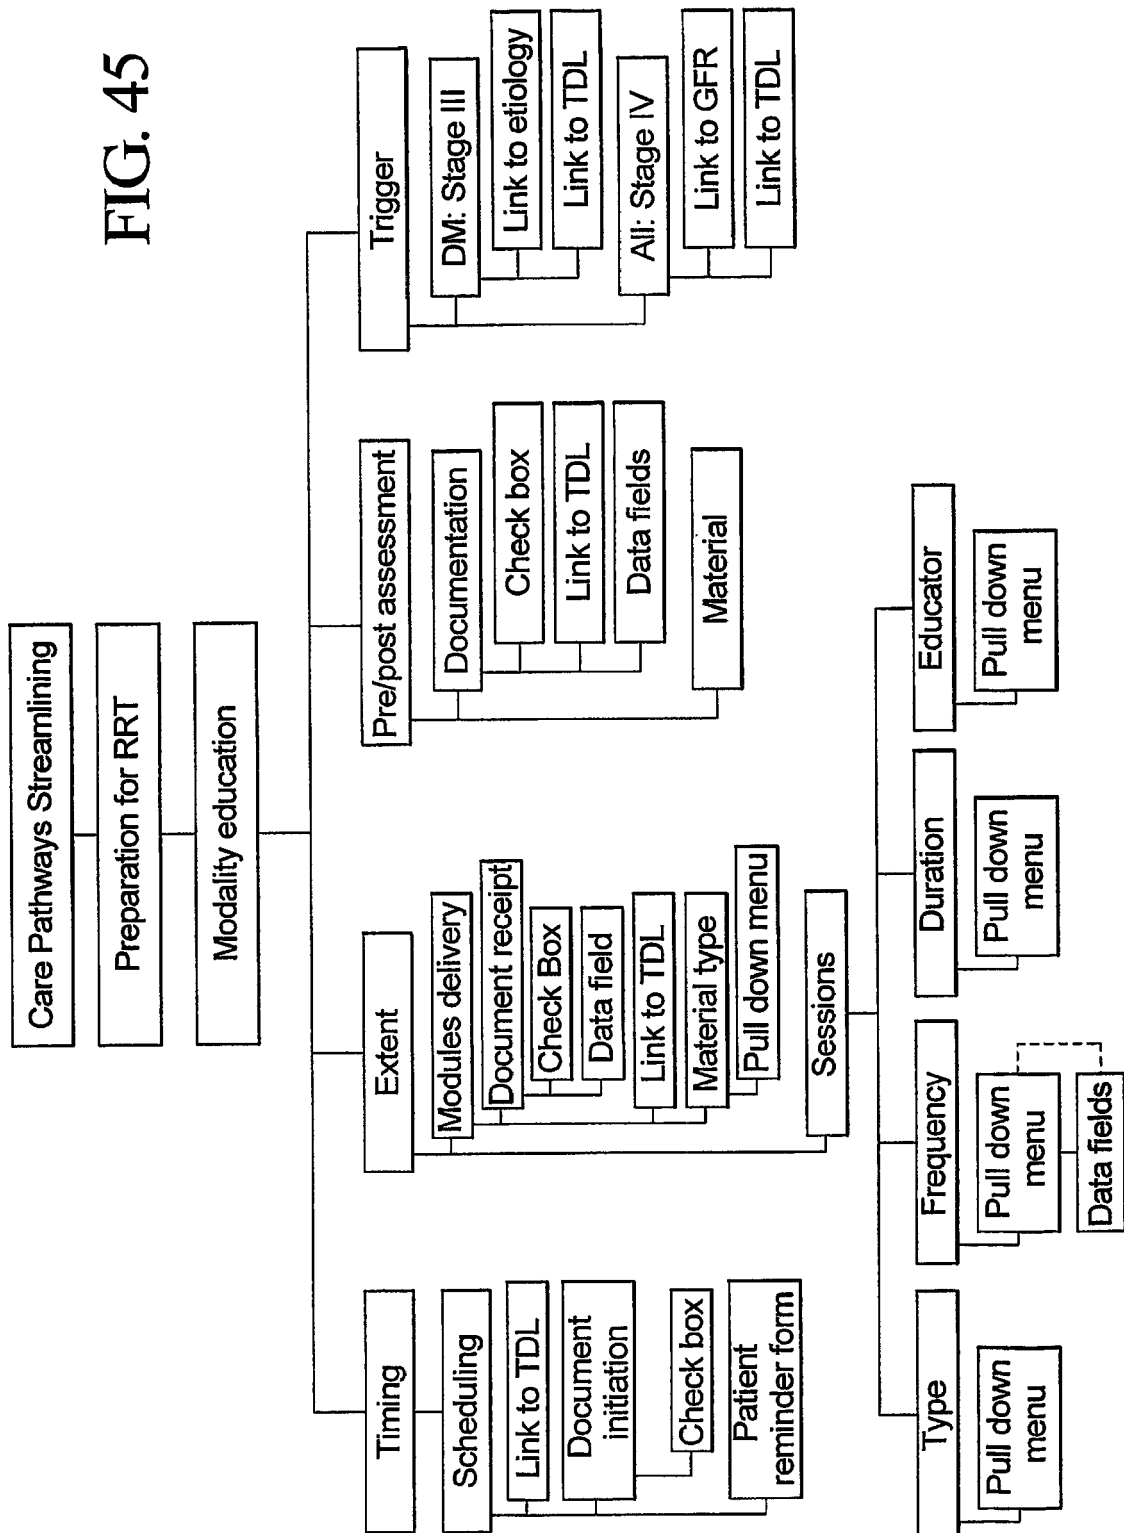 FIG. 45
Care Pathways Streamlining
Preparation for RRT
Modality education
Timing
Scheduling
Link to TDL
Document
initiation
Check box
Patient
reminder form
Extent
Modules delivery
Document receipt
Check Box
Data field
Link to TDL
Material type
Pull down menu
Sessions
Type
Pull down
menu
Frequency
Pull down
menu
Data fields
Duration
Pull down
menu
Educator
Pull down
menu
Pre/post assessment
Documentation
Check box
Link to TDL
Data fields
Material
Trigger
DM: Stage III
Link to etiology
Link to TDL
All: Stage IV
Link to GFR
Link to TDL